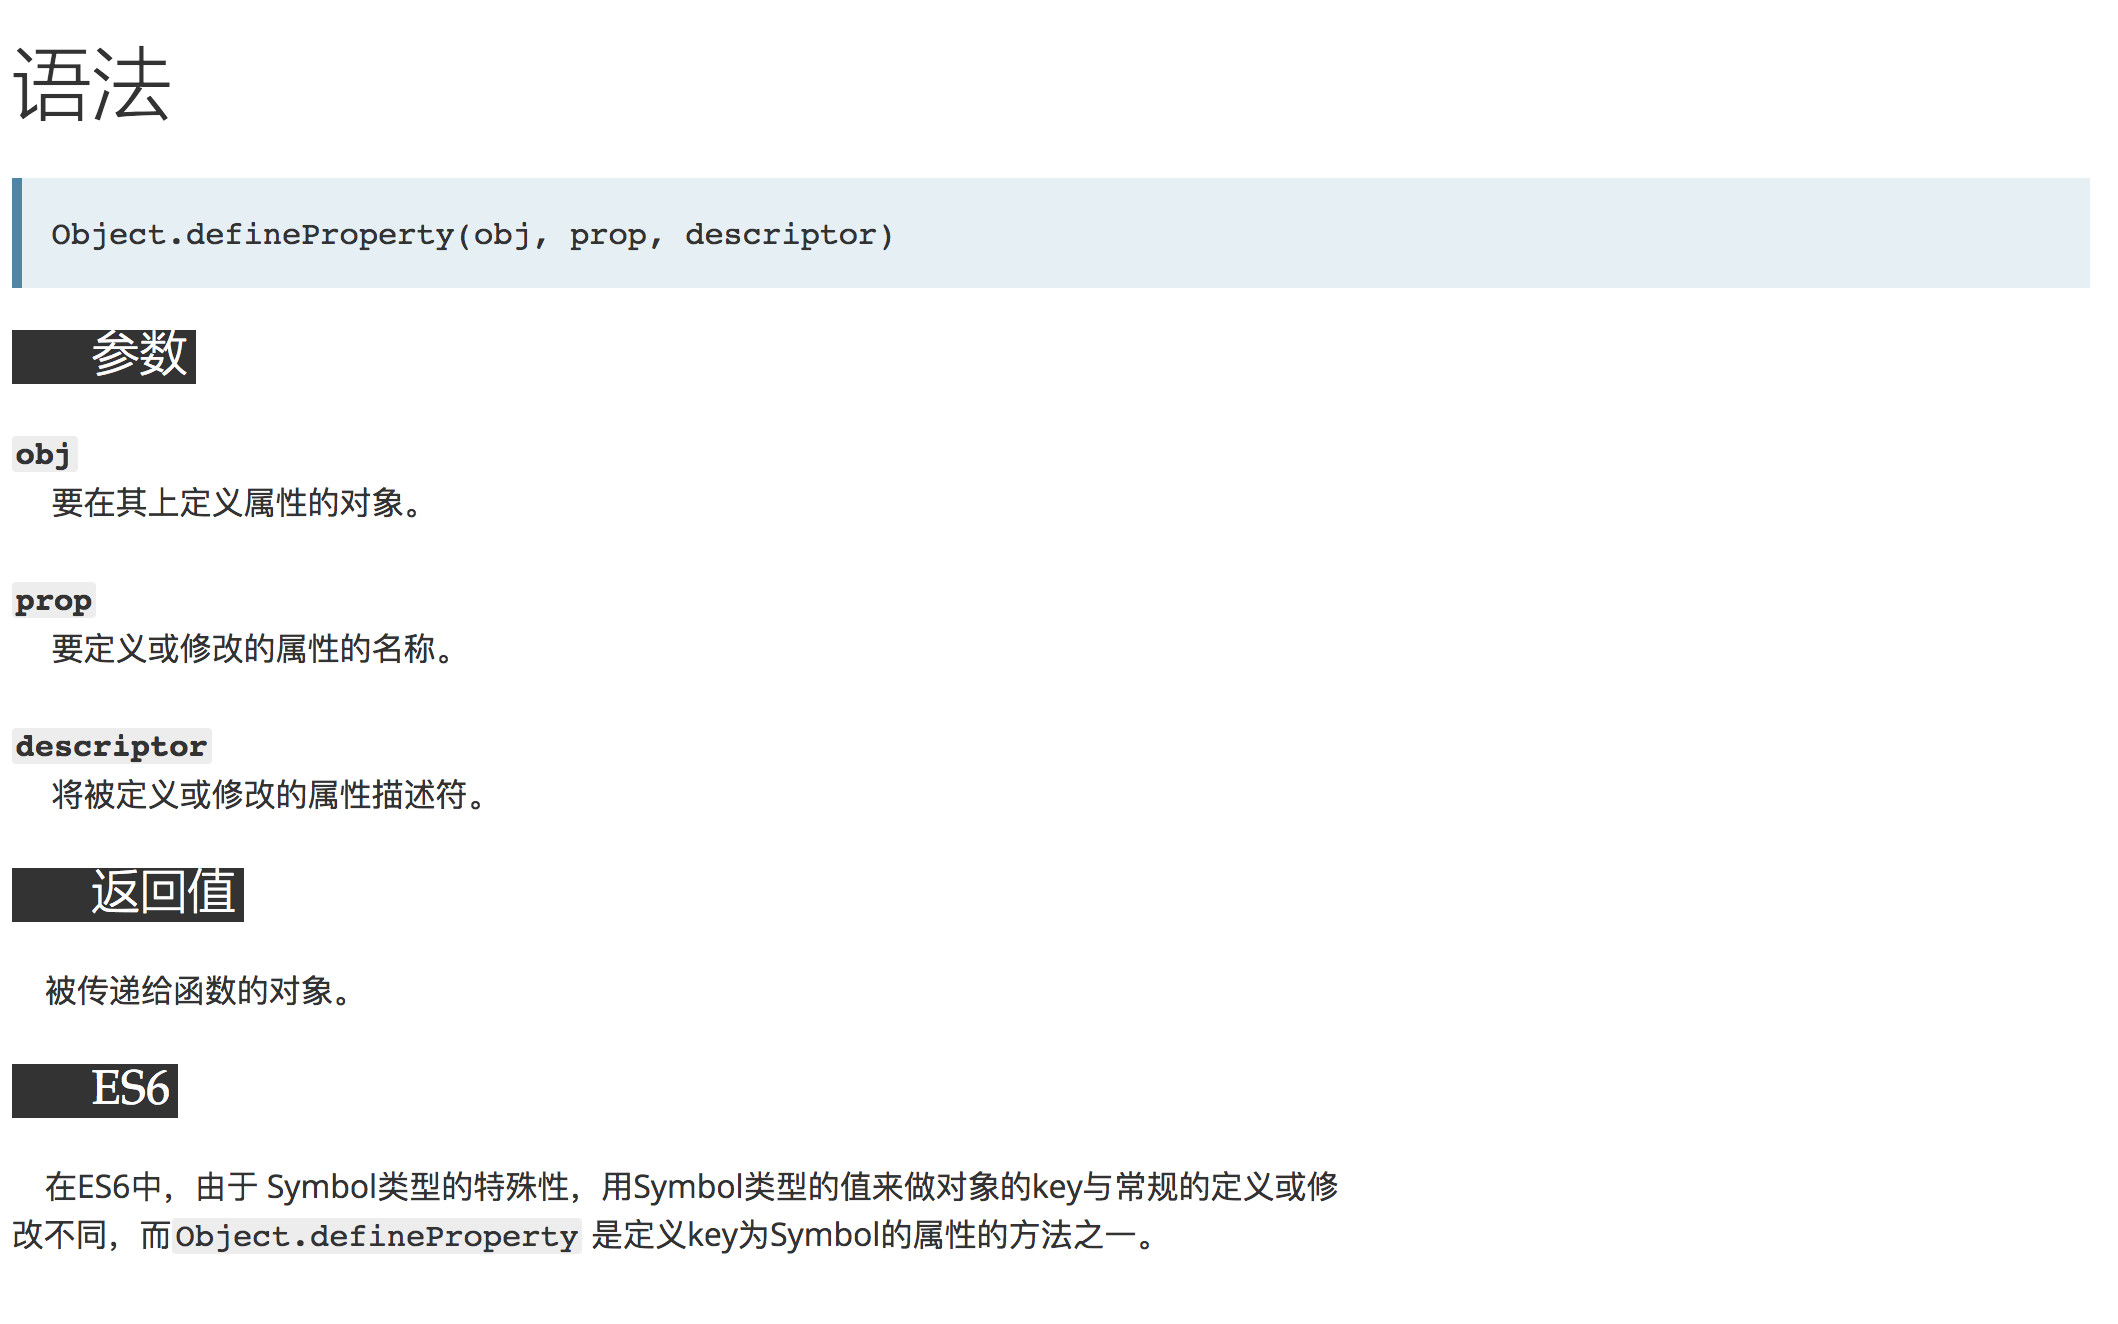 语法
Object.defineProperty(obj, prop, descriptor)
参数
obj
要在其上定义属性的对象。
prop
要定义或修改的属性的名称。
descriptor
将被定义或修改的属性描述符。
返回值
被传递给函数的对象。
ES6
在ES6中，由于 Symbol类型的特殊性，用Symbol类型的值来做对象的key与常规的定义或修
改不同，而Object.defineProperty 是定义key为Symbol的属性的方法之一。